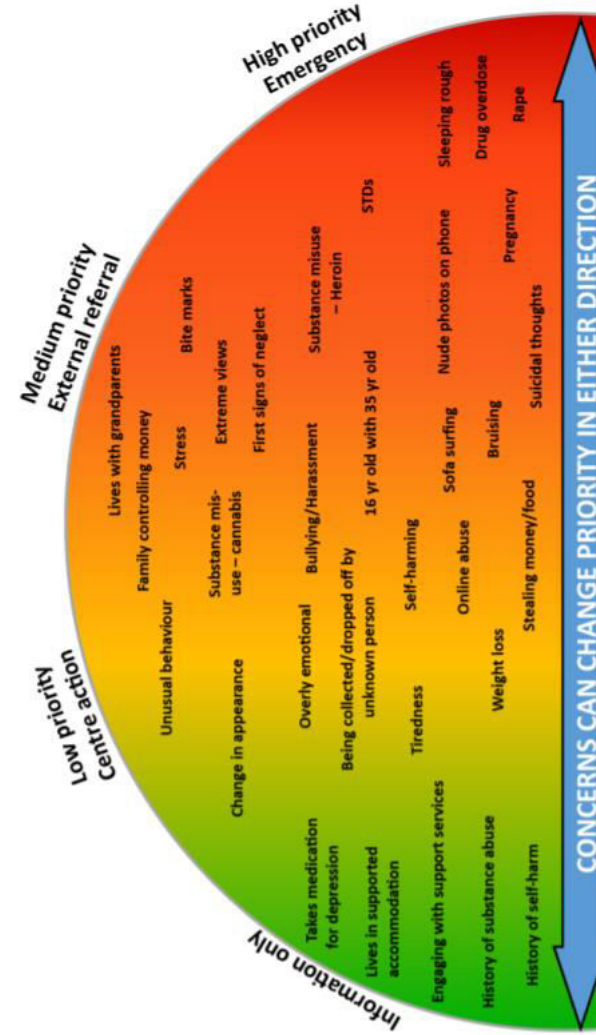 Information only
Low priority
Centre action
Medium priority
External referral
High priority
Emergency
Takes medication
for depression
Lives in supported
accommodation
Engaging with support services
History of substance abuse
History of self-harm
Unusual behaviour
Change in appearance
Overly emotional
Being collected/dropped off by
unknown person
Tiredness
Weight loss
Lives with grandparents
Family controlling money
Stress
Substance mis-
use – cannabis
Bullying/Harassment
Self-harming
Online abuse
Stealing money/food
Bite marks
Extreme views
First signs of neglect
16 yr old with 35 yr old
Sofa surfing
Bruising
Suicidal thoughts
Substance misuse
– Heroin
STDs
Nude photos on phone
Pregnancy
Sleeping rough
Drug overdose
Rape
CONCERNS CAN CHANGE PRIORITY IN EITHER DIRECTION